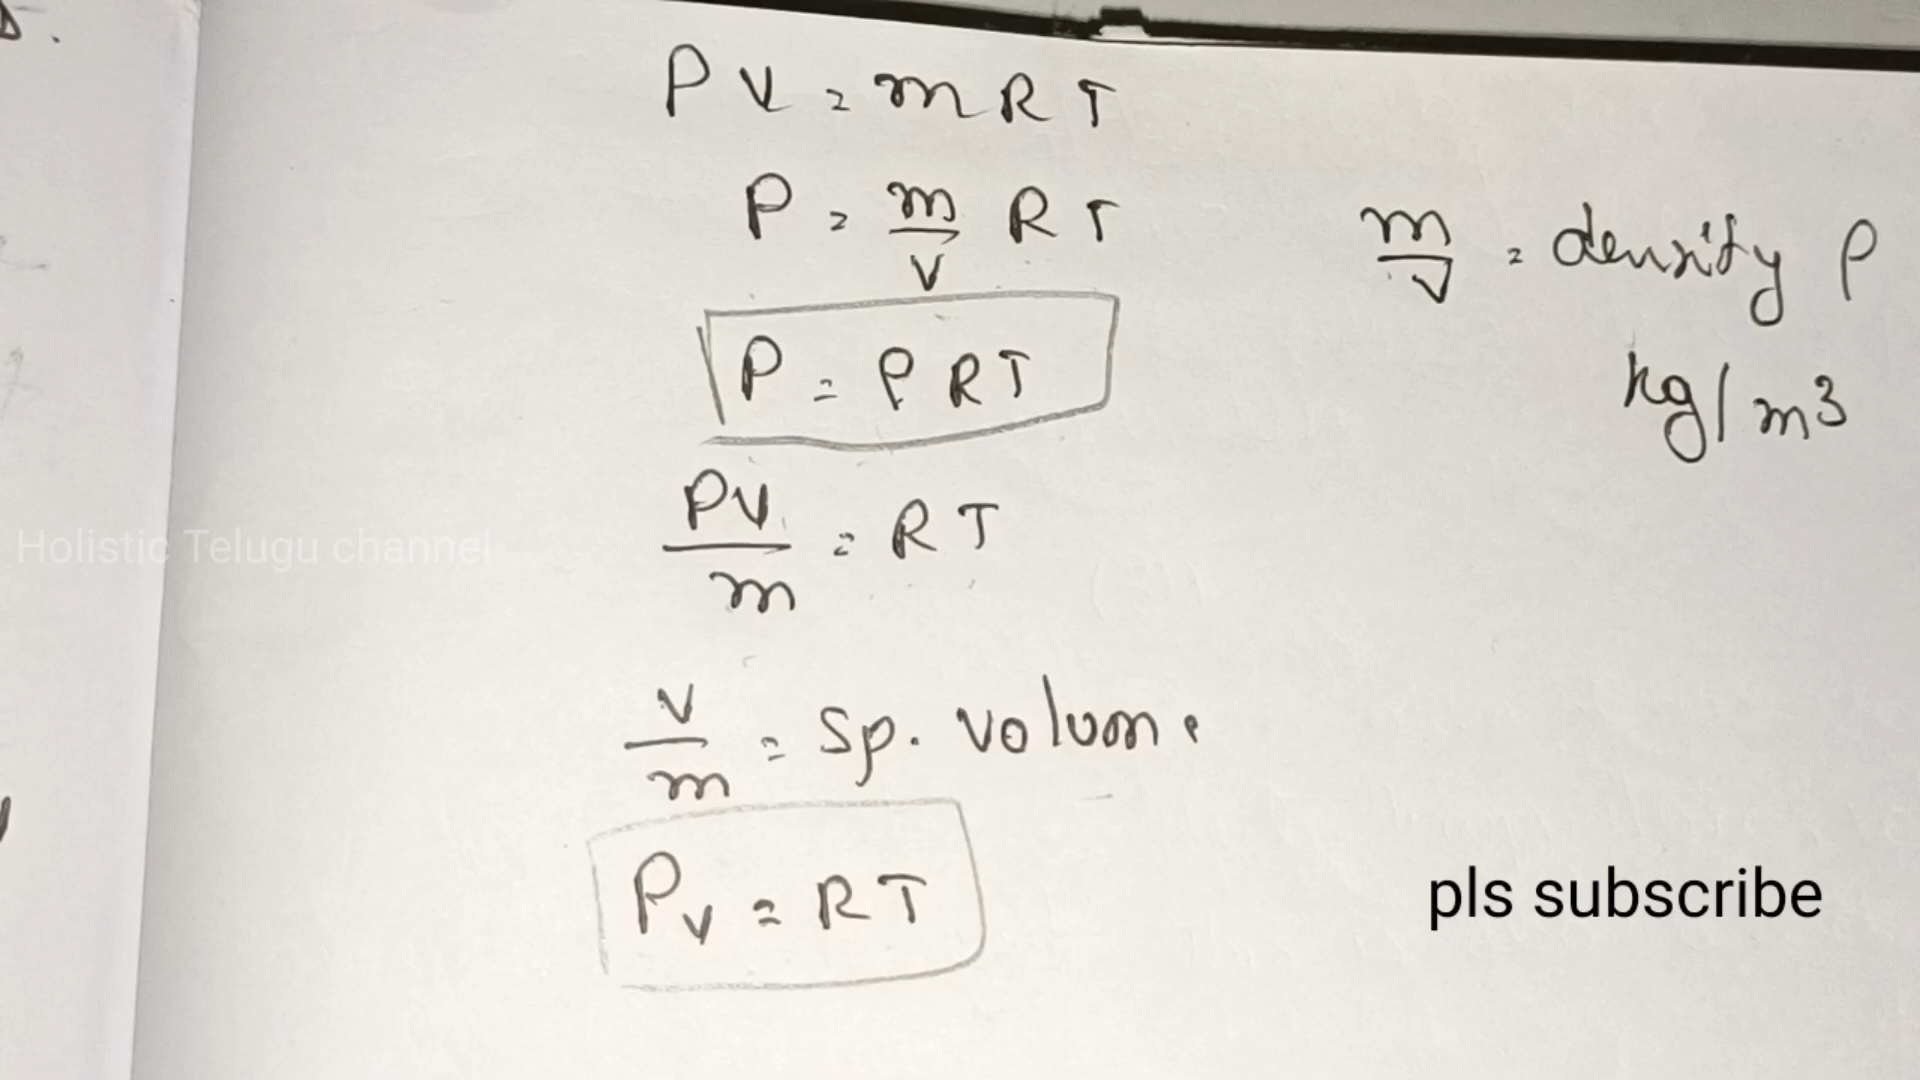 PV = mRT
P = m/V RT
m/V = density ρ
kg/m3
P = ρRT
PV/m = RT
V/m = sp. volume
Pv = RT
Holistic Telugu channel
pls subscribe